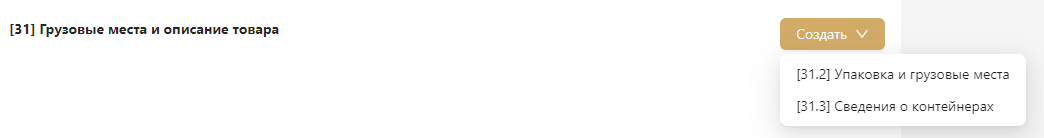 [31] Грузовые места и описание товара
Создать
[31.2] Упаковка и грузовые места
[31.3] Сведения о контейнерах